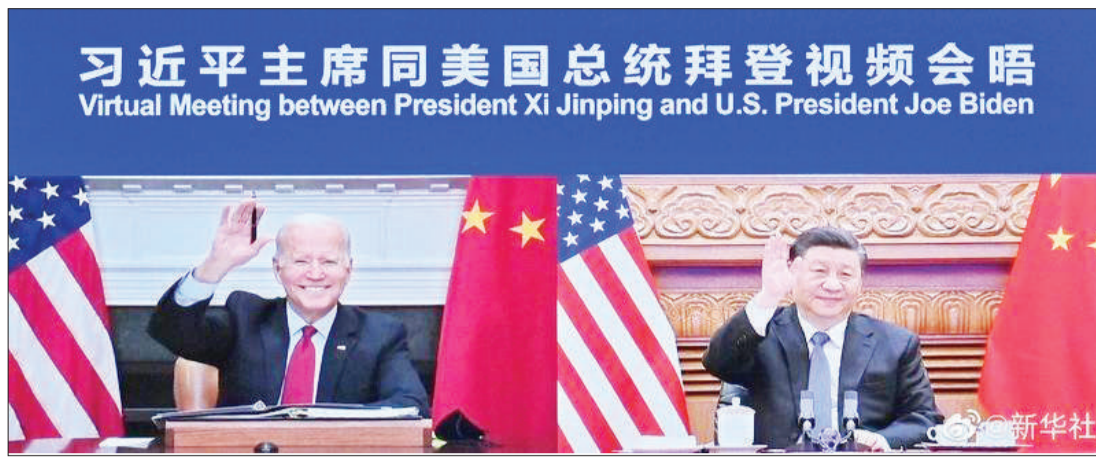 习近平主席同美国总统拜登视频会晤
Virtual Meeting between President Xi Jinping and U.S. President Joe Biden
@新华社